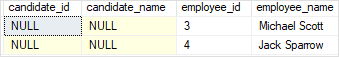 candidate_id candidate_name employee_id employee_name
NULL NULL 3 Michael Scott
NULL NULL 4 Jack Sparrow